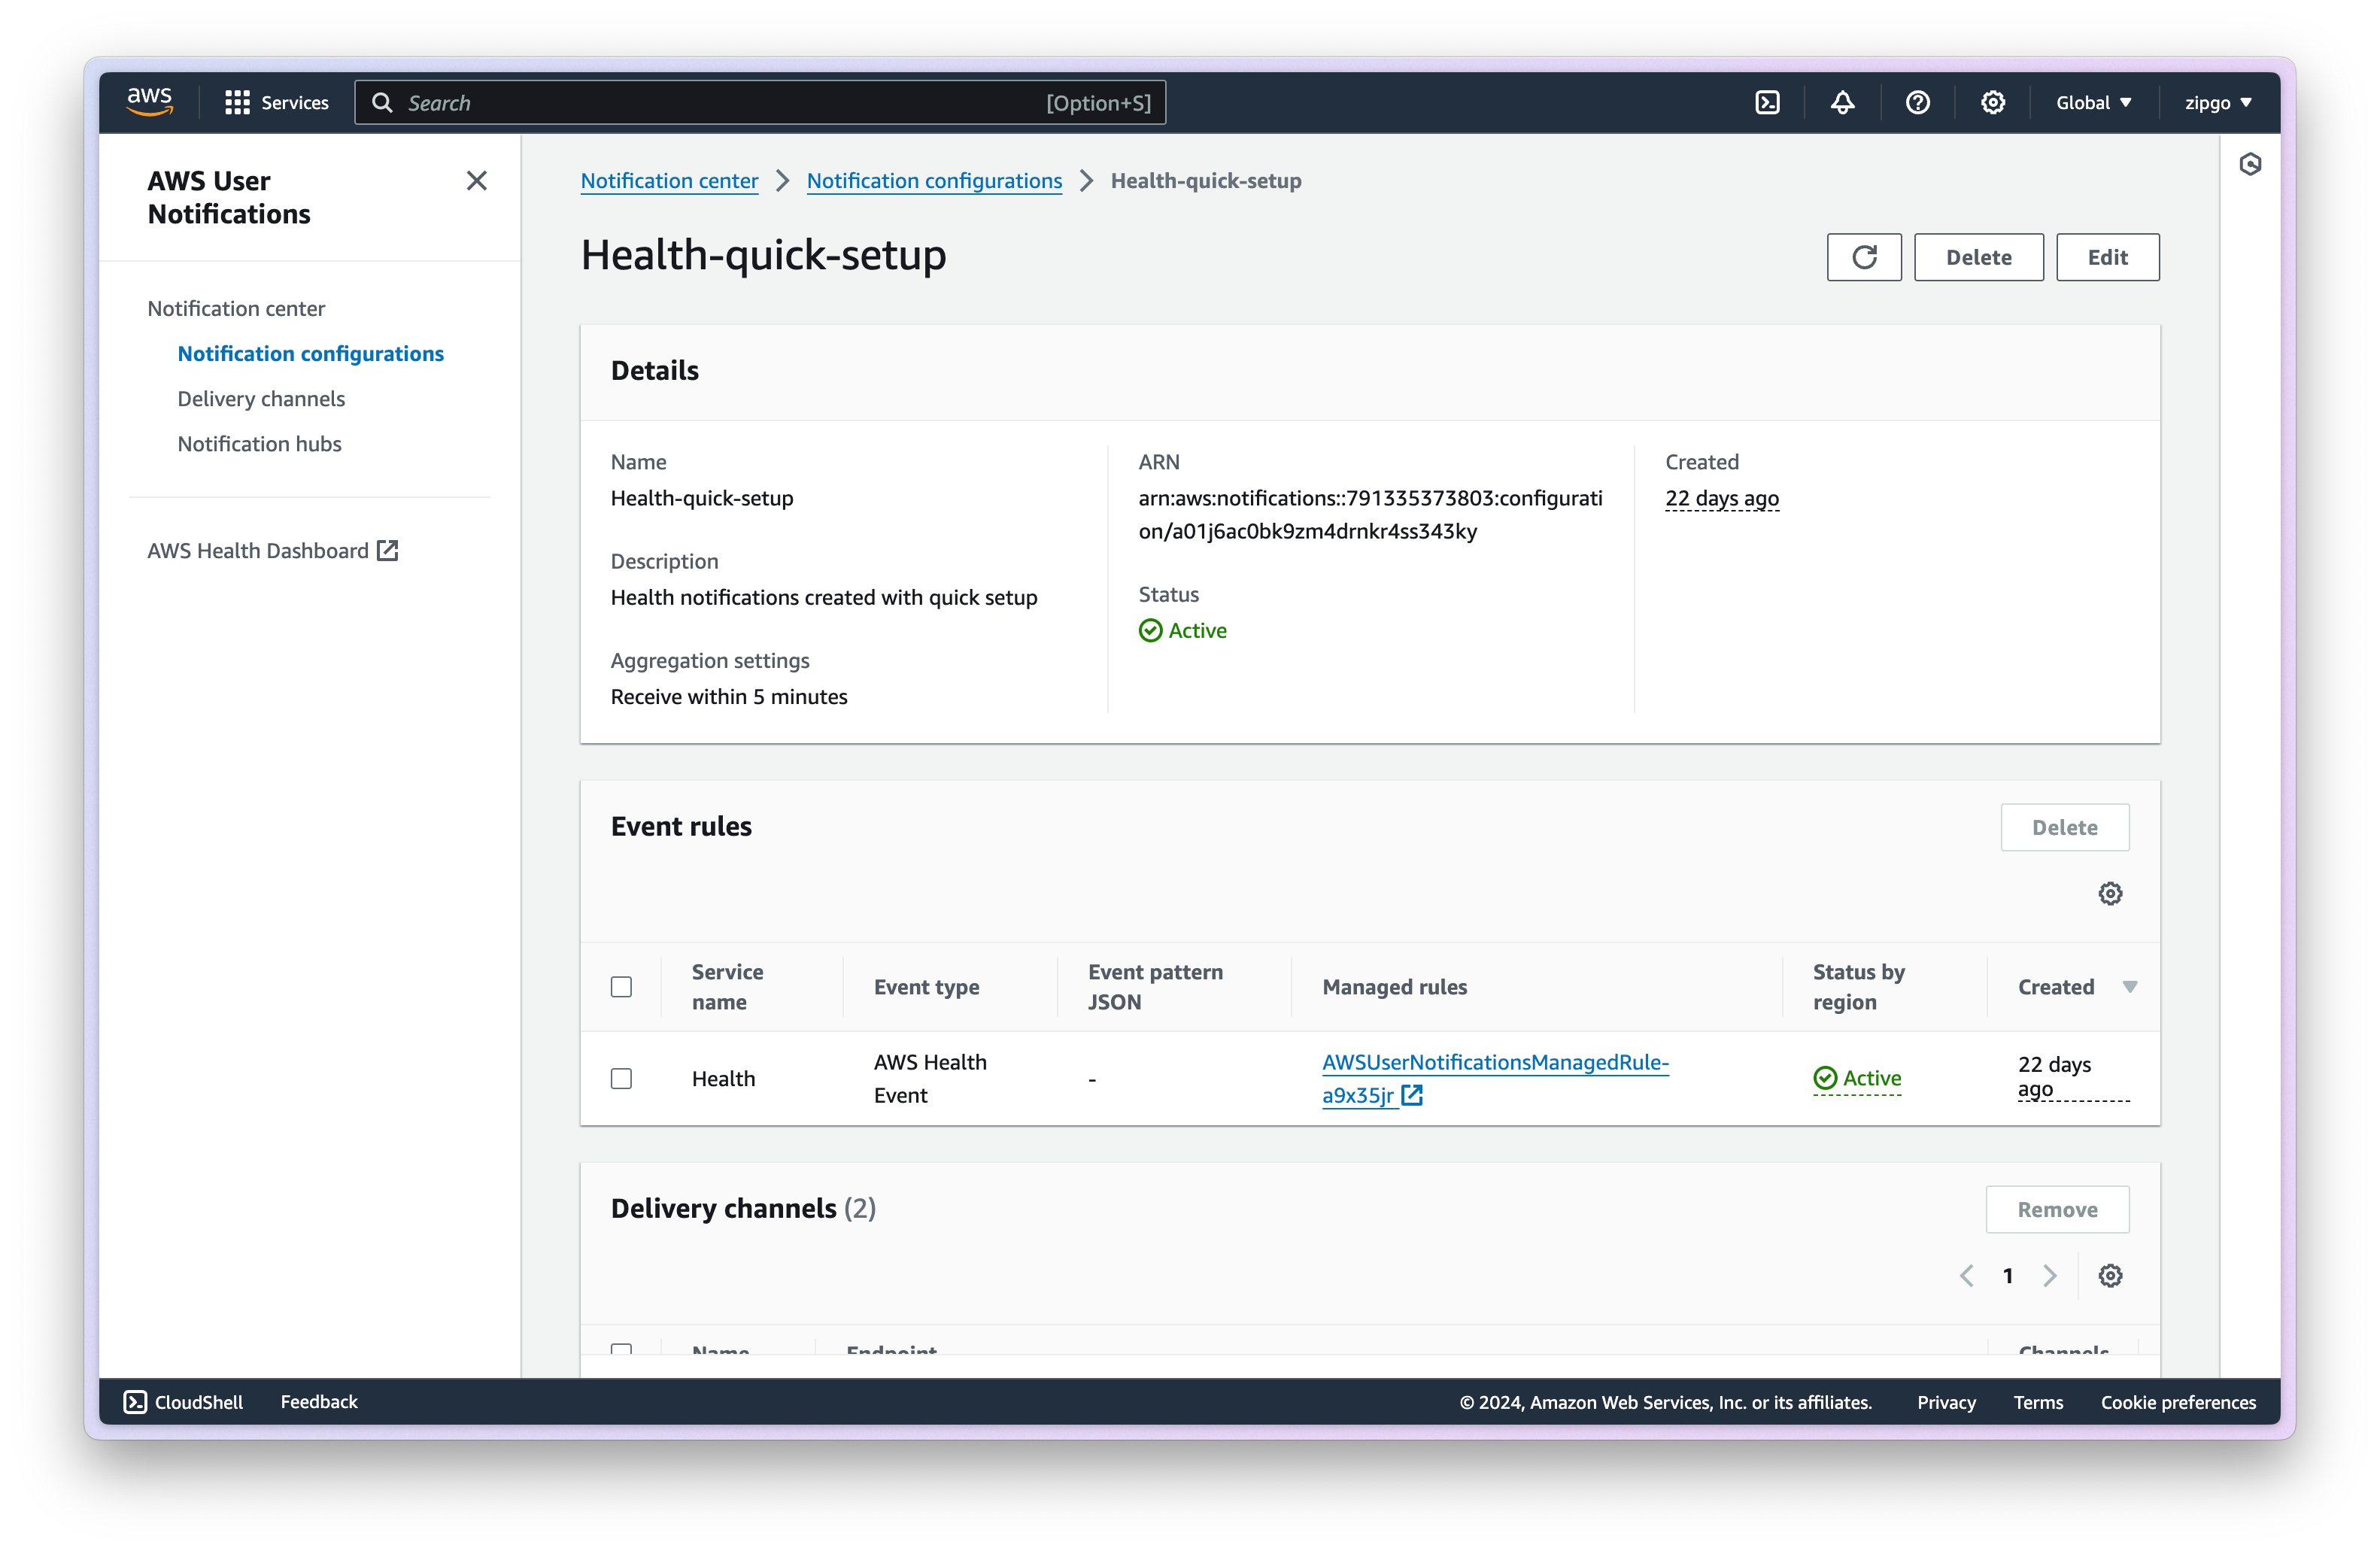 aws
Services
Search
[Option+S]
Global
zipgo
AWS User
Notifications
Notification center
Notification configurations
Delivery channels
Notification hubs
AWS Health Dashboard
Notification center
Notification configurations
Health-quick-setup
Health-quick-setup
Delete
Edit
Details
Name
Health-quick-setup
Description
Health notifications created with quick setup
Aggregation settings
Receive within 5 minutes
ARN
arn:aws:notifications::791335373803:configurati
on/a01j6ac0bk9zm4drnkr4ss343ky
Status
Active
Created
22 days ago
Event rules
Delete
Service
name
Event type
Event pattern
JSON
Managed rules
Status by
region
Created
Health
AWS Health
Event
-
AWSUserNotificationsManagedRule-
a9x35jr
Active
22 days
ago
Delivery channels (2)
Remove
1
Name
Endpoint
Channels
CloudShell
Feedback
© 2024, Amazon Web Services, Inc. or its affiliates.
Privacy
Terms
Cookie preferences